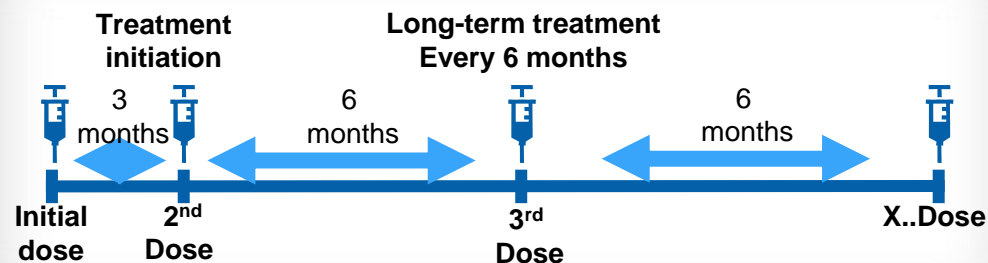 Treatment
initiation
Long-term treatment
Every 6 months
3
months
6
months
6
months
Initial
dose
2nd
Dose
3rd
Dose
X..Dose